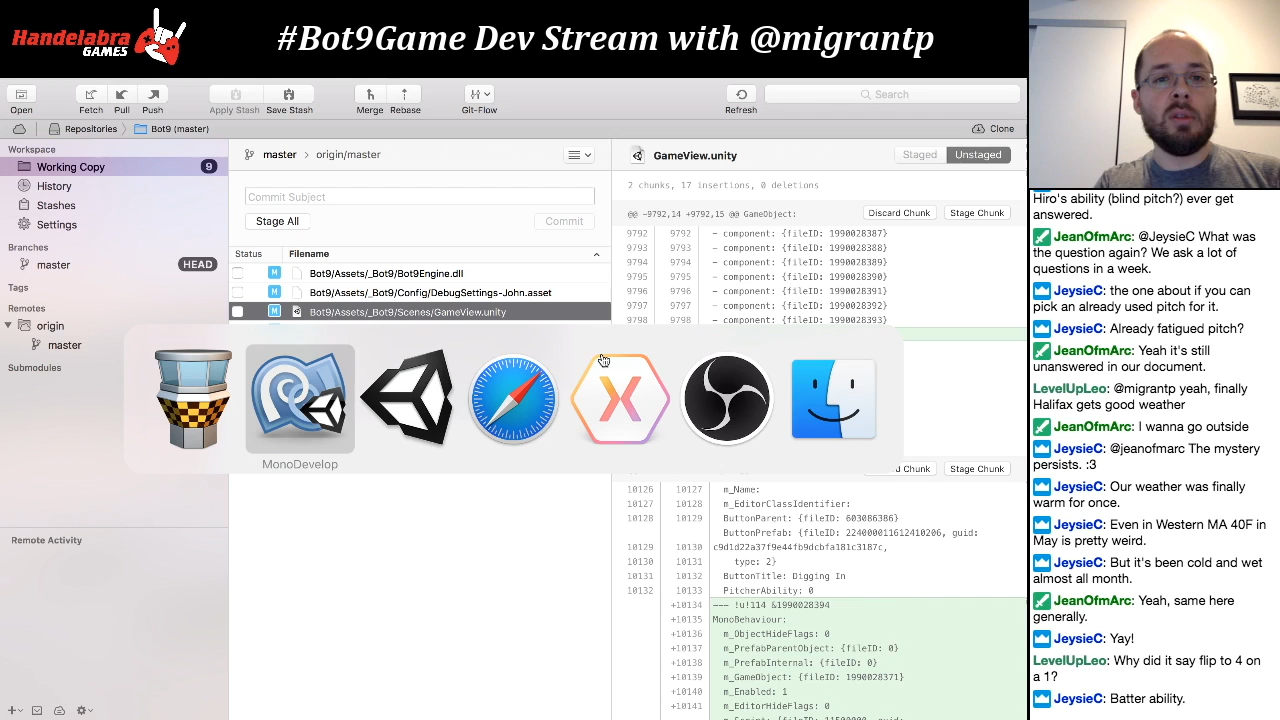 Handelabra
GAMES
#Bot9Game Dev Stream with @migrantp
Open
Fetch
Pull
Push
Apply Stash
Save Stash
Merge
Rebase
Git-Flow
Refresh
Search
Repositories
Bot9 (master)
Clone
Workspace
Working Copy
9
History
Stashes
Settings
Branches
master
HEAD
Tags
Remotes
origin
master
Submodules
Remote Activity
master
origin/master
Commit Subject
Stage All
Commit
Status
Filename
M Bot9/Assets/_Bot9/Bot9Engine.dll
M Bot9/Assets/_Bot9/Config/DebugSettings-John.asset
M Bot9/Assets/_Bot9/Scenes/GameView.unity
MonoDevelop
GameView.unity
Staged
Unstaged
2 chunks, 17 insertions, 0 deletions
@@ -9792,14 +9792,15 @@ GameObject:
Discard Chunk
Stage Chunk
9792 9792 - component: {fileID: 1990028387}
9793 9793 - component: {fileID: 1990028388}
9794 9794 - component: {fileID: 1990028389}
9795 9795 - component: {fileID: 1990028390}
9796 9796 - component: {fileID: 1990028391}
9797 9797 - component: {fileID: 1990028392}
9798 9798 - component: {fileID: 1990028393}
Chunk
Stage Chunk
10126 10127 m_Name:
10127 10128 m_EditorClassIdentifier:
10128 10129 ButtonParent: {fileID: 603086386}
ButtonPrefab: {fileID: 224000011612410206, guid:
10129 10130 c9d1d22a37f9e44fb9dcbfa181c3187c,
10130 10131 type: 2}
10131 10132 ButtonTitle: Digging In
10132 10133 PitcherAbility: 0
+10134 --- !u!114 &1990028394
+10135 MonoBehaviour:
+10136 m_ObjectHideFlags: 0
+10137 m_PrefabParentObject: {fileID: 0}
+10138 m_PrefabInternal: {fileID: 0}
+10139 m_GameObject: {fileID: 1990028371}
+10140 m_Enabled: 1
+10141 m_EditorHideFlags: 0
Hiro's ability (blind pitch?) ever get
answered.
JeanOfmArc: @JeysieC What was
the question again? We ask a lot of
questions in a week.
JeysieC: the one about if you can
pick an already used pitch for it.
JeysieC: Already fatigued pitch?
JeanOfmArc: Yeah it's still
unanswered in our document.
LevelUpLeo: @migrantp yeah, finally
Halifax gets good weather
JeanOfmArc: I wanna go outside
JeysieC: @jeanofmarc The mystery
persists. :3
JeysieC: Our weather was finally
warm for once.
JeysieC: Even in Western MA 40F in
May is pretty weird.
JeysieC: But it's been cold and wet
almost all month.
JeanOfmArc: Yeah, same here
generally.
JeysieC: Yay!
LevelUpLeo: Why did it say flip to 4 on
a 1?
JeysieC: Batter ability.